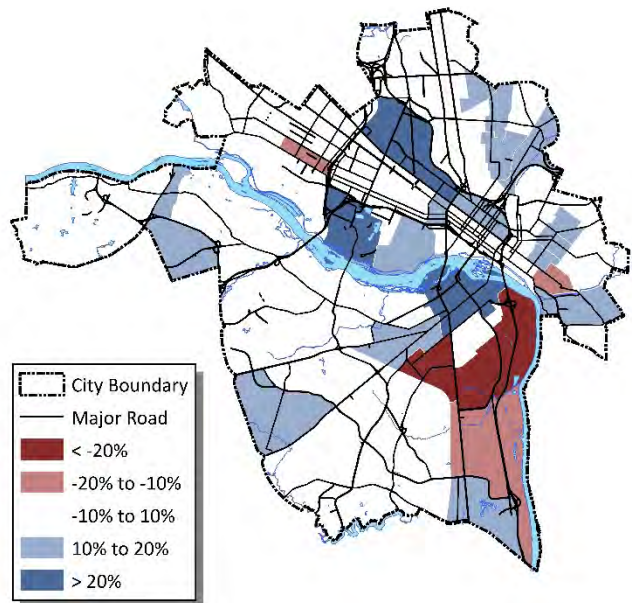 City Boundary
Major Road
< -20%
-20% to -10%
-10% to 10%
10% to 20%
> 20%